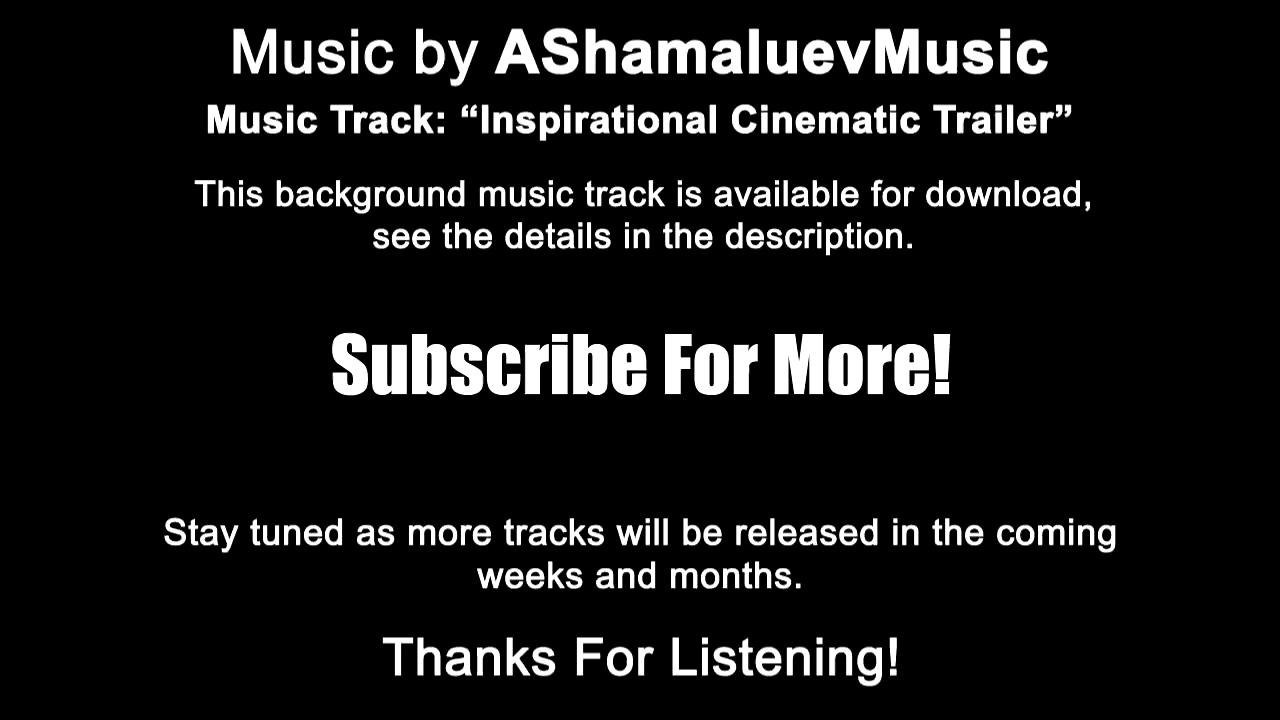 Music by AShamaluevMusic
Music Track: “Inspirational Cinematic Trailer”
This background music track is available for download,
see the details in the description.
Subscribe For More!
Stay tuned as more tracks will be released in the coming
weeks and months.
Thanks For Listening!